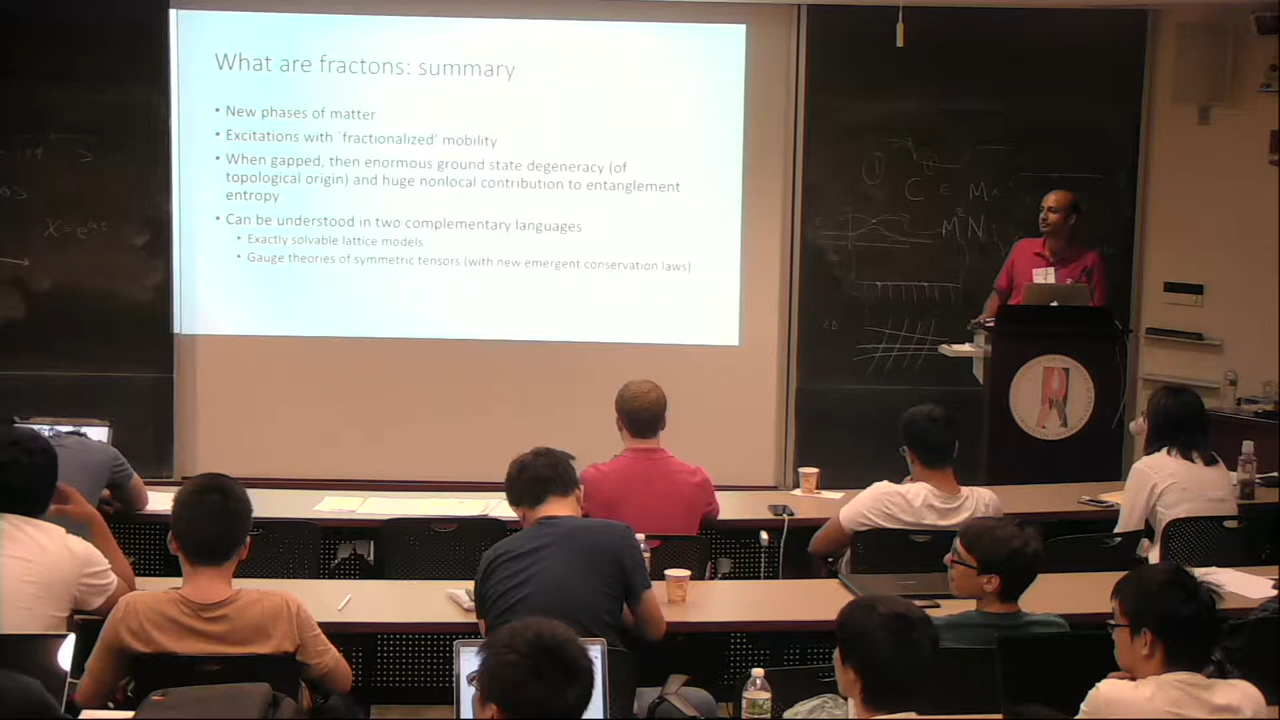 What are fractons: summary
• New phases of matter
• Excitations with 'fractionalized' mobility
• When gapped, then enormous ground state degeneracy (of
topological origin) and huge nonlocal contribution to entanglement
entropy
• Can be understood in two complementary languages
• Exactly solvable lattice models
• Gauge theories of symmetric tensors (with new emergent conservation laws)